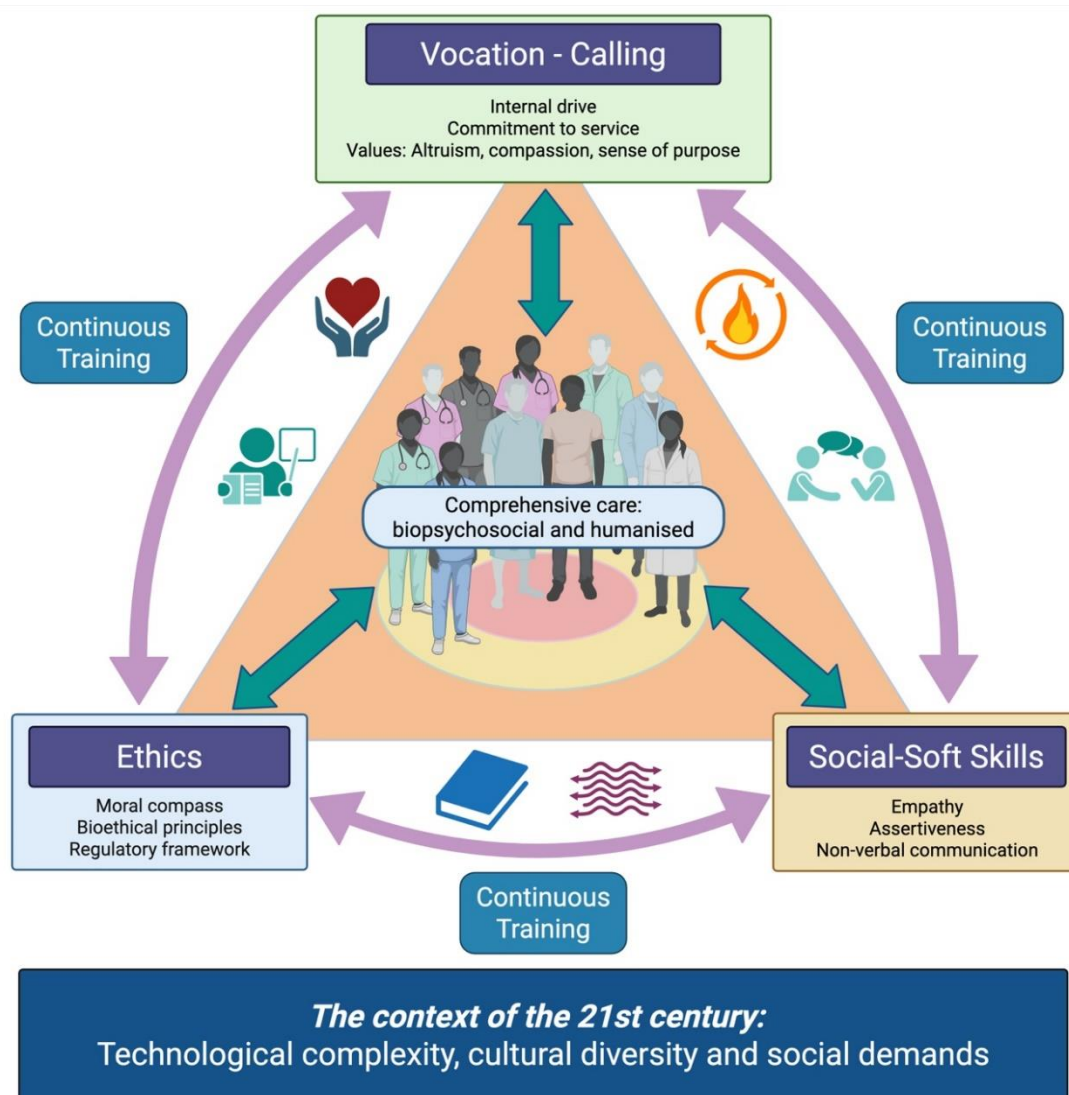 Vocation - Calling
Internal drive
Commitment to service
Values: Altruism, compassion, sense of purpose
Continuous
Training
Continuous
Training
Comprehensive care:
biopsychosocial and humanised
Ethics
Moral compass
Bioethical principles
Regulatory framework
Social-Soft Skills
Empathy
Assertiveness
Non-verbal communication
Continuous
Training
The context of the 21st century:
Technological complexity, cultural diversity and social demands